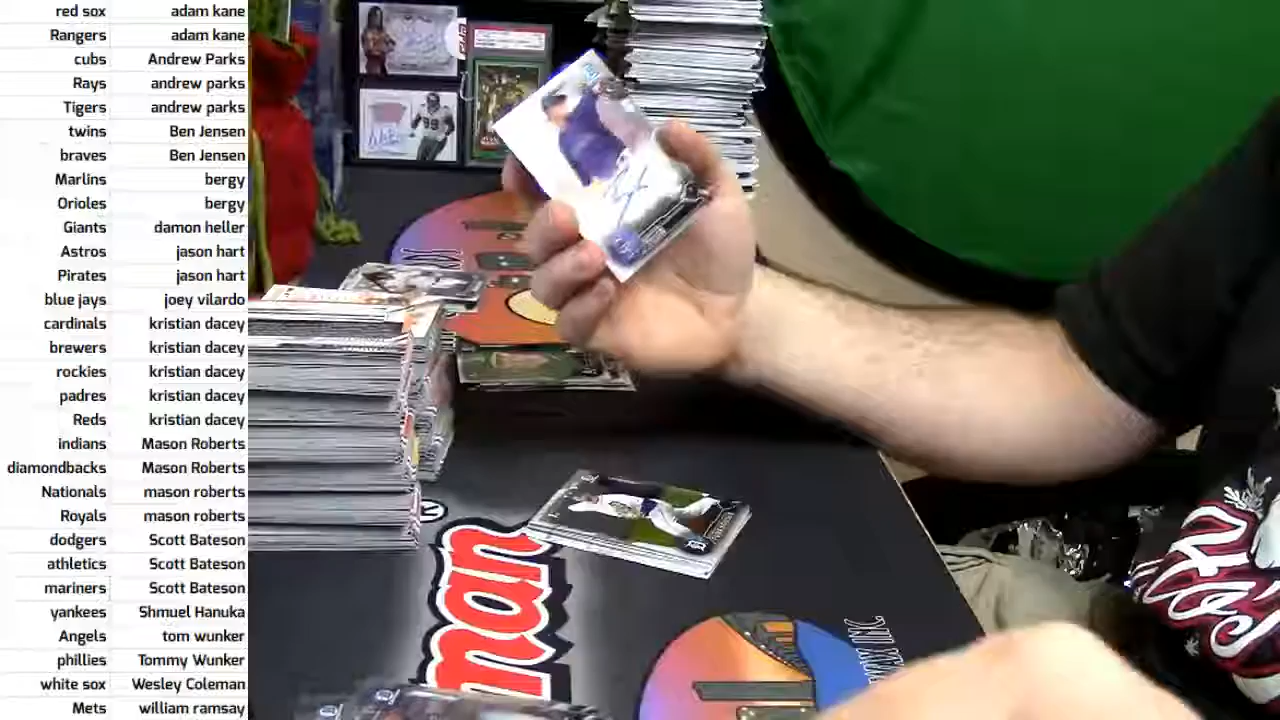 red sox adam kane
Rangers adam kane
cubs Andrew Parks
Rays andrew parks
Tigers andrew parks
twins Ben Jensen
braves Ben Jensen
Marlins bergy
Orioles bergy
Giants damon heller
Astros jason hart
Pirates jason hart
blue jays joey vilardo
cardinals kristian dacey
brewers kristian dacey
rockies kristian dacey
padres kristian dacey
Reds kristian dacey
indians Mason Roberts
diamondbacks Mason Roberts
Nationals mason roberts
Royals mason roberts
dodgers Scott Bateson
athletics Scott Bateson
mariners Scott Bateson
yankees Shmuel Hanuka
Angels tom wunker
phillies Tommy Wunker
white sox Wesley Coleman
Mets william ramsay
man
®